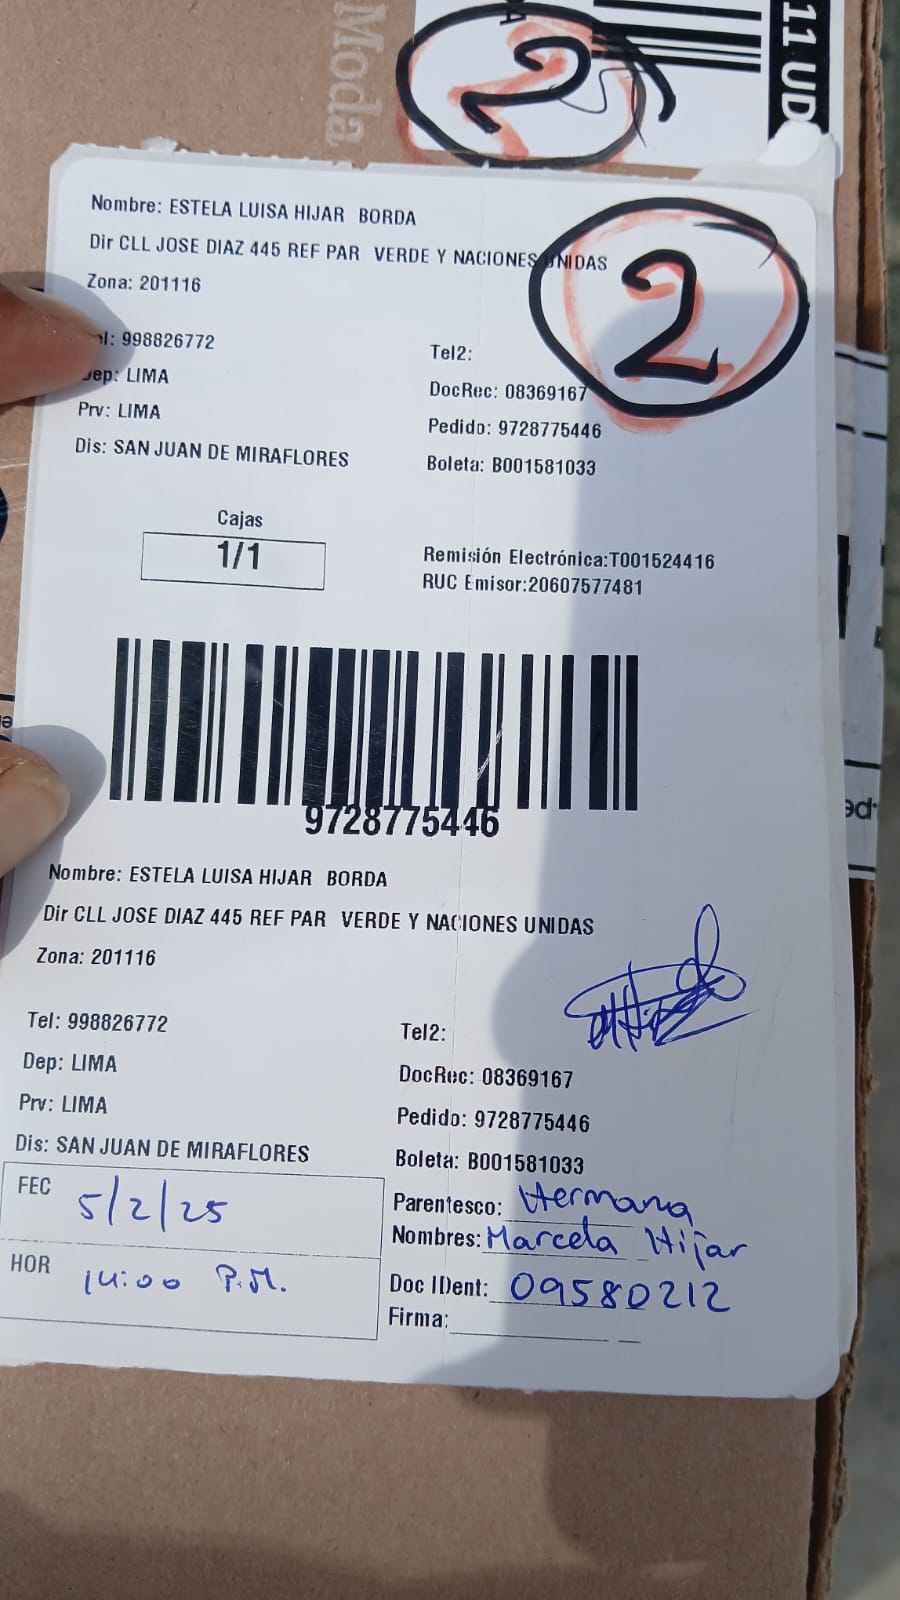 Moda
11 UD
2
Nombre: ESTELA LUISA HIJAR BORDA
Dir CLL JOSE DIAZ 445 REF PAR VERDE Y NACIONES UNIDAS
Zona: 201116
2
998826772
Tel2:
Dep: LIMA
DocRec: 08369167
Prv: LIMA
Pedido: 9728775446
Dis: SAN JUAN DE MIRAFLORES
Boleta: B001581033
Cajas
1/1
Remisión Electrónica:T001524416
RUC Emisor:20607577481
9728775446
Nombre: ESTELA LUISA HIJAR BORDA
Dir CLL JOSE DIAZ 445 REF PAR VERDE Y NACIONES UNIDAS
Zona: 201116
Tel: 998826772
Tel2:
Dep: LIMA
DocRec: 08369167
Prv: LIMA
Pedido: 9728775446
Dis: SAN JUAN DE MIRAFLORES
Boleta: B001581033
FEC 5/2/25
Parentesco: Hermana
Nombres: Marcela Hijar
HOR 14:00 P.M.
Doc IDent: 09580212
Firma: